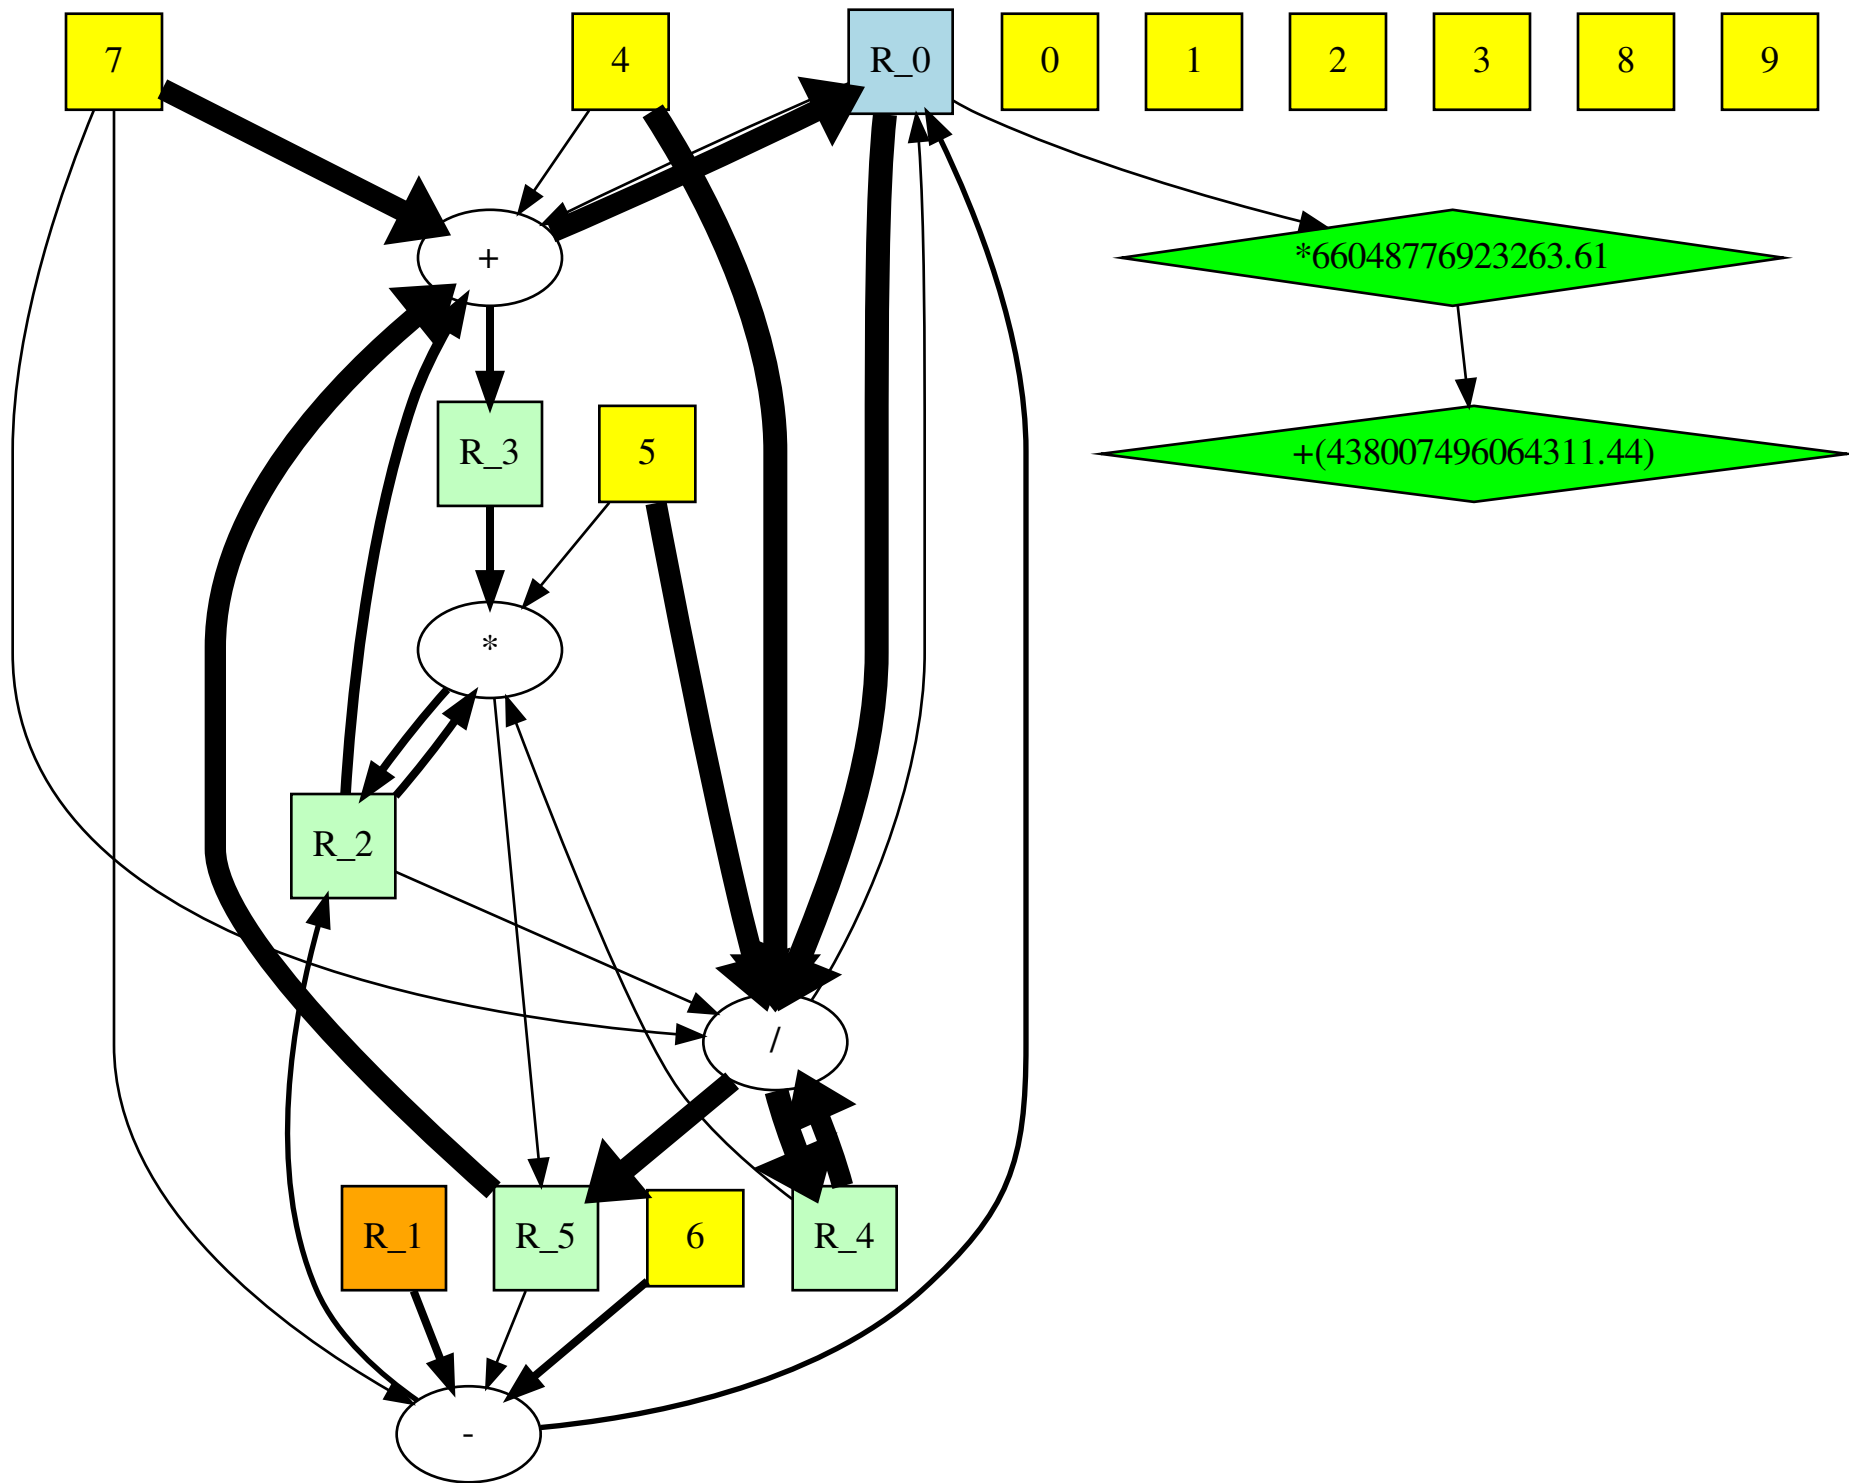 7
4
R_0
0
1
2
3
8
9
+
*66048776923263.61
R_3
5
+(438007496064311.44)
*
R_2
/
R_1
R_5
6
R_4
-